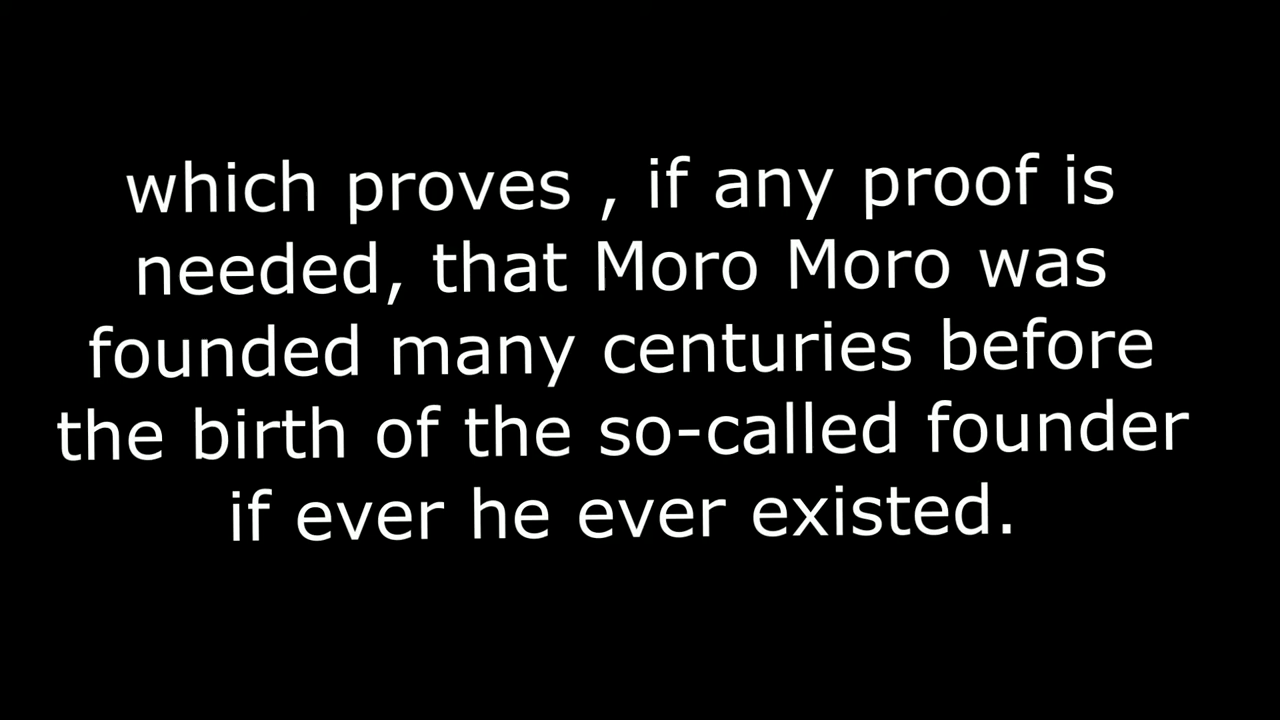 which proves , if any proof is
needed, that Moro Moro was
founded many centuries before
the birth of the so-called founder
if ever he ever existed.